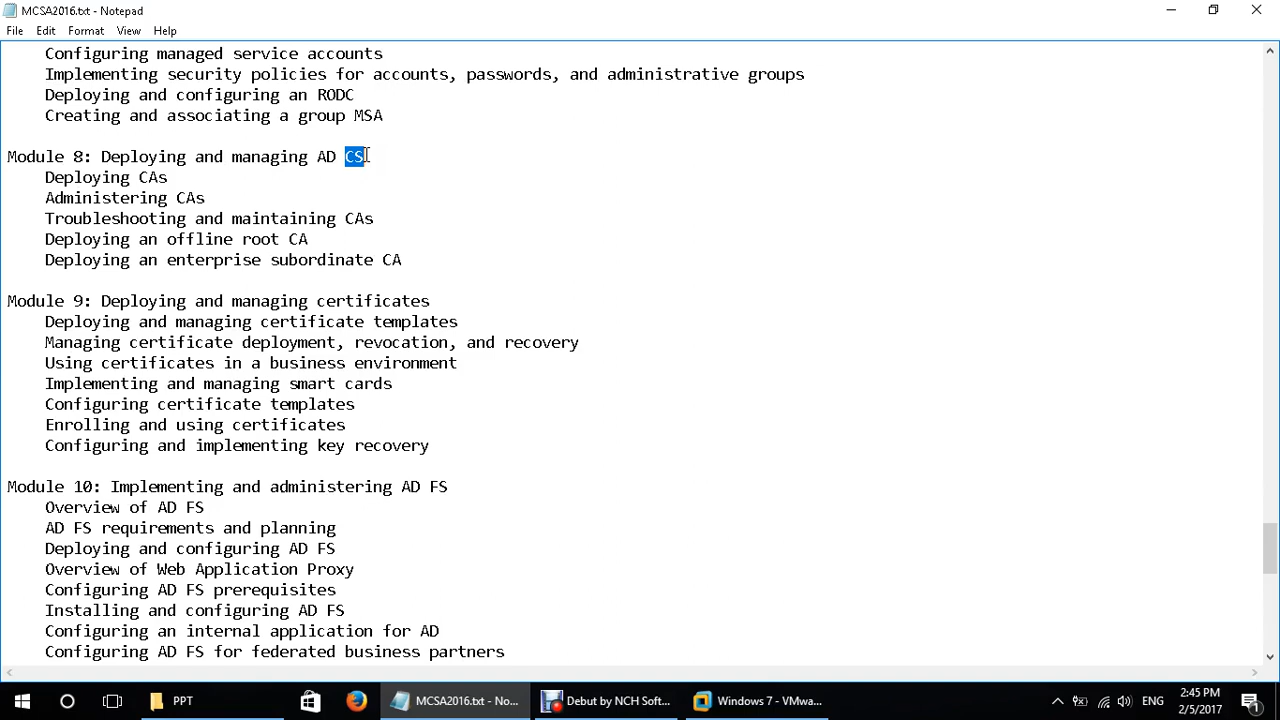 MCSA2016.txt - Notepad
File Edit Format View Help
Configuring managed service accounts
Implementing security policies for accounts, passwords, and administrative groups
Deploying and configuring an RODC
Creating and associating a group MSA
Module 8: Deploying and managing AD CS
Deploying CAs
Administering CAs
Troubleshooting and maintaining CAs
Deploying an offline root CA
Deploying an enterprise subordinate CA
Module 9: Deploying and managing certificates
Deploying and managing certificate templates
Managing certificate deployment, revocation, and recovery
Using certificates in a business environment
Implementing and managing smart cards
Configuring certificate templates
Enrolling and using certificates
Configuring and implementing key recovery
Module 10: Implementing and administering AD FS
Overview of AD FS
AD FS requirements and planning
Deploying and configuring AD FS
Overview of Web Application Proxy
Configuring AD FS prerequisites
Installing and configuring AD FS
Configuring an internal application for AD
Configuring AD FS for federated business partners
PPT MCSA2016.txt - No... Debut by NCH Soft... Windows 7 - VMwa... ENG 2:45 PM
2/5/2017 1